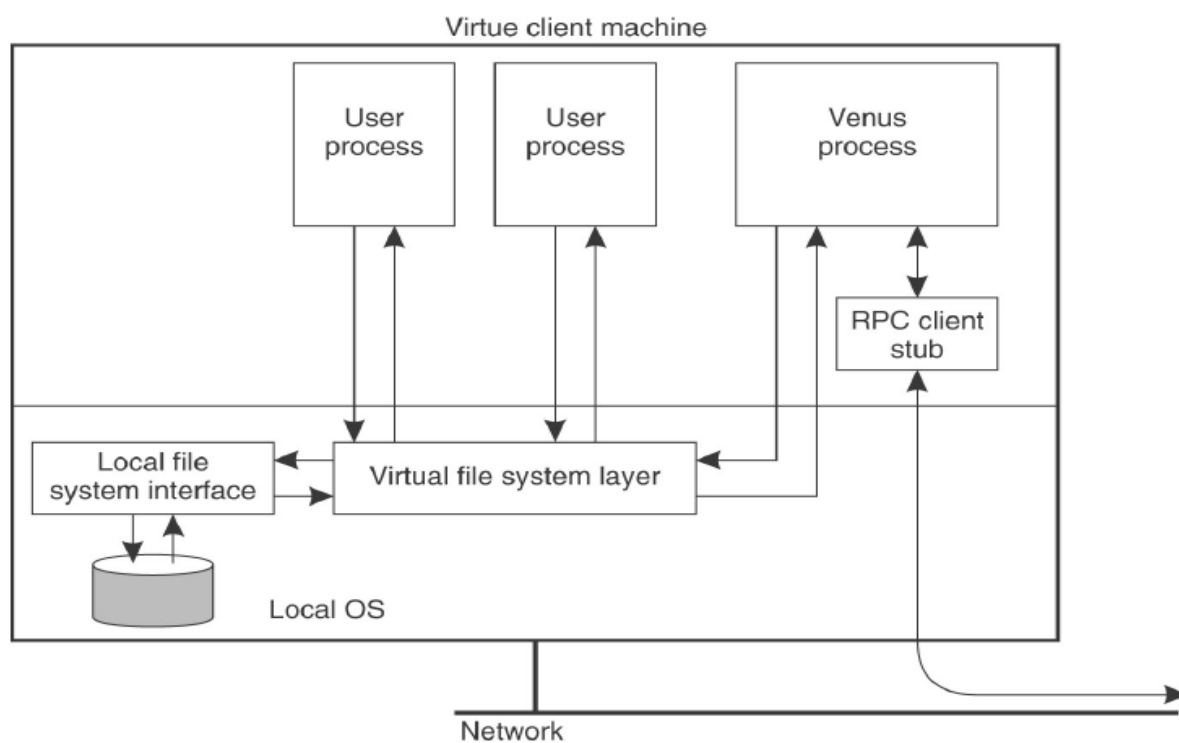 Virtue client machine
User
process
User
process
Venus
process
RPC client
stub
Local file
system interface
Virtual file system layer
Local OS
Network